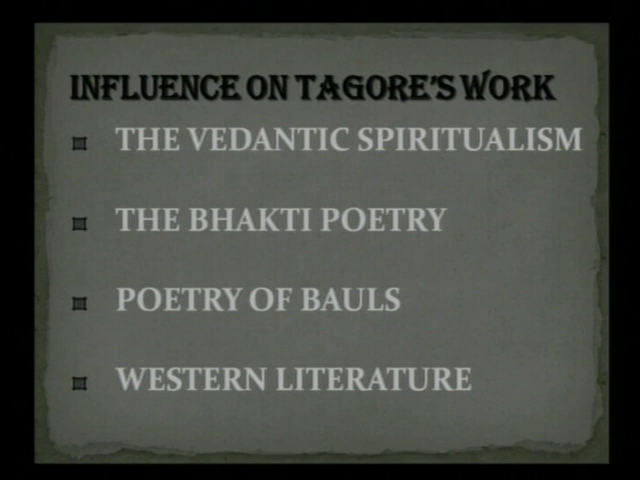 INFLUENCE ON TAGORE'S WORK
THE VEDANTIC SPIRITUALISM
THE BHAKTI POETRY
POETRY OF BAULS
WESTERN LITERATURE